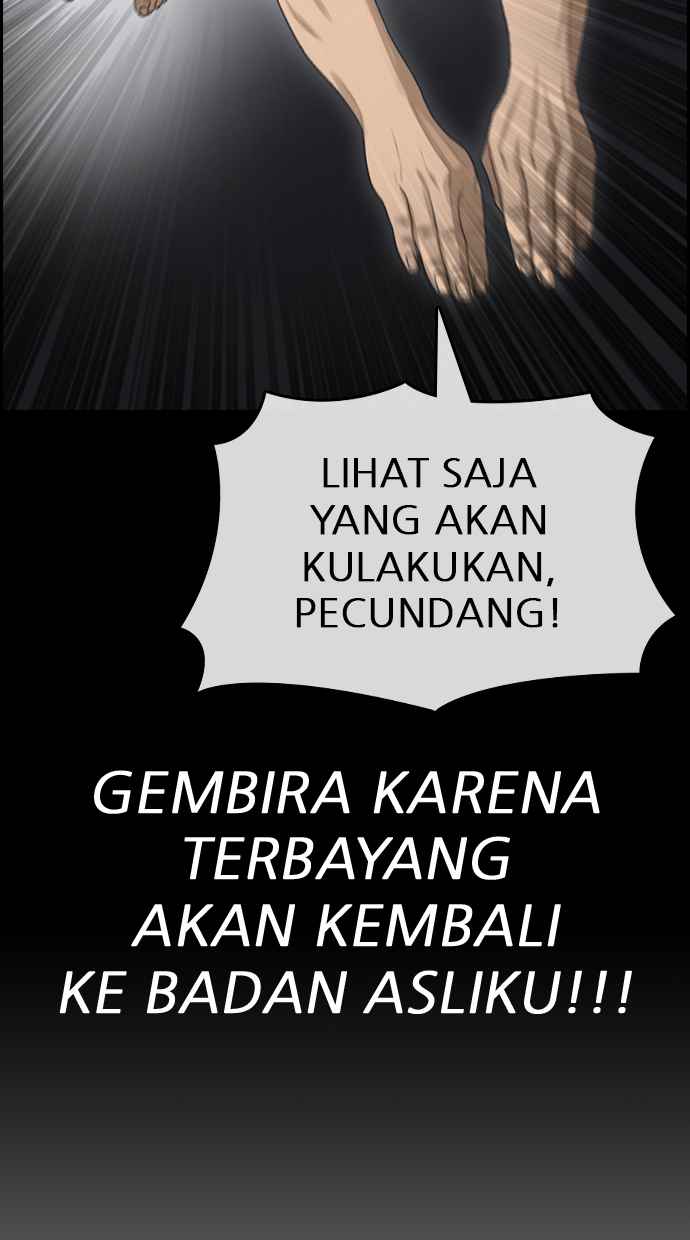 LIHAT SAJA
YANG AKAN
KULAKUKAN,
PECUNDANG!
GEMBIRA KARENA
TERBAYANG
AKAN KEMBALI
KE BADAN ASLIKU!!!